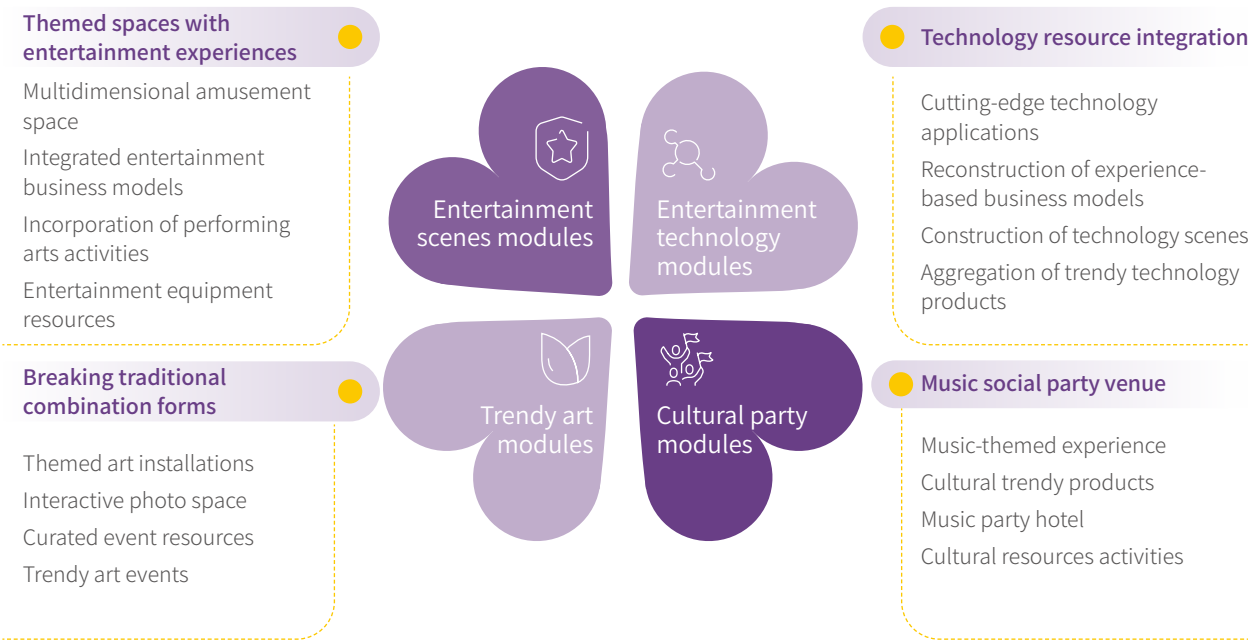 Themed spaces with
entertainment experiences
Multidimensional amusement
space
Integrated entertainment
business models
Incorporation of performing
arts activities
Entertainment equipment
resources
Entertainment
scenes modules
Entertainment
technology
modules
Technology resource integration
Cutting-edge technology
applications
Reconstruction of experience-
based business models
Construction of technology scenes
Aggregation of trendy technology
products
Breaking traditional
combination forms
Themed art installations
Interactive photo space
Curated event resources
Trendy art events
Trendy art
modules
Cultural party
modules
Music social party venue
Music-themed experience
Cultural trendy products
Music party hotel
Cultural resources activities